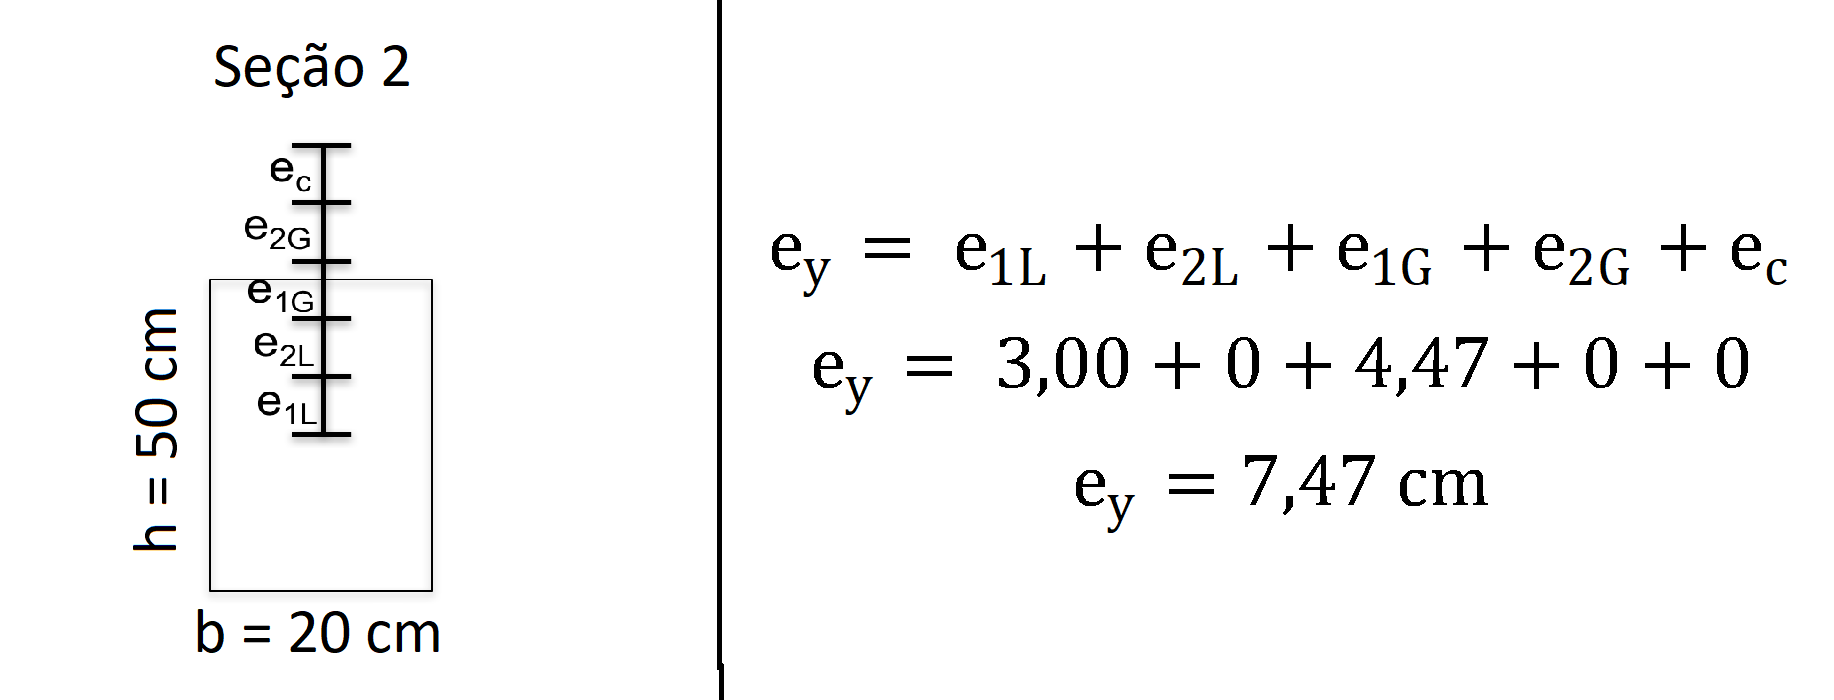 Seção 2
e_c
e_2G
e_1G
e_2L
e_1L
h = 50 cm
b = 20 cm
e_y = e_1L + e_2L + e_1G + e_2G + e_c
e_y = 3,00 + 0 + 4,47 + 0 + 0
e_y = 7,47 cm